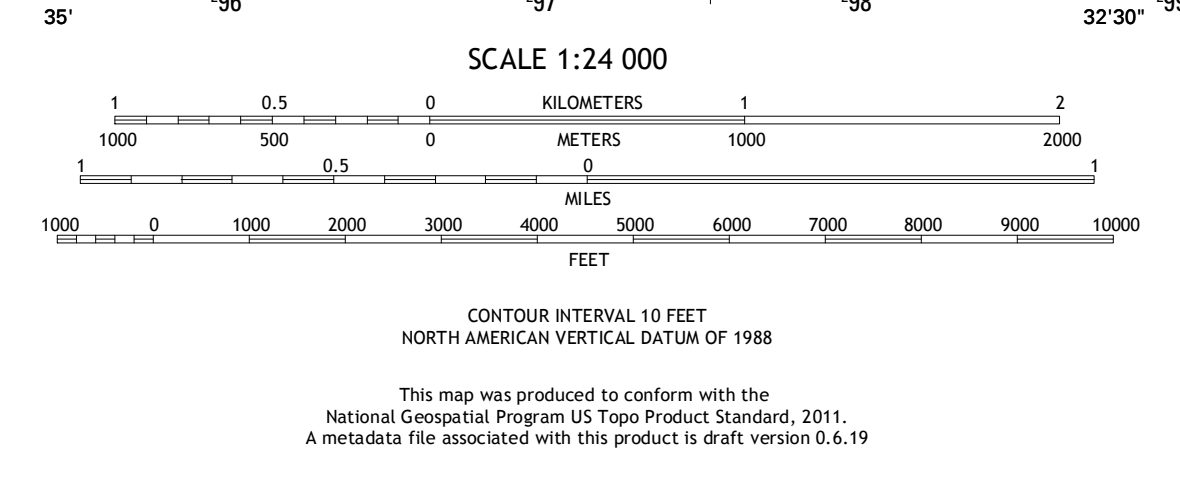 35' ²96 ²97 ²98 32'30"
SCALE 1:24 000
1 0.5 0 KILOMETERS 1 2
1000 500 0 METERS 1000 2000
1 0.5 0 1
MILES
1000 0 1000 2000 3000 4000 5000 6000 7000 8000 9000 10000
FEET
CONTOUR INTERVAL 10 FEET
NORTH AMERICAN VERTICAL DATUM OF 1988
This map was produced to conform with the
National Geospatial Program US Topo Product Standard, 2011.
A metadata file associated with this product is draft version 0.6.19